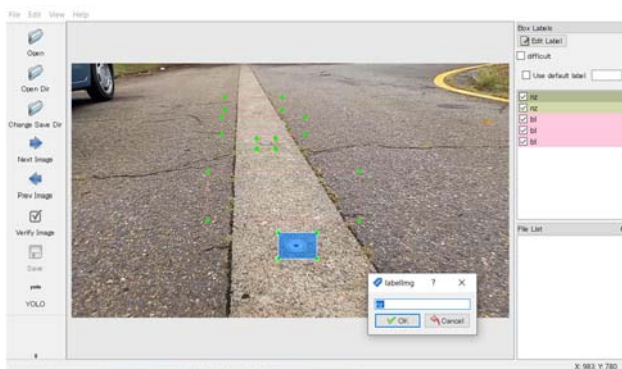 File Edit View Help
Open
Open Dir
Change Save Dir
Next Image
Prev Image
Verify Image
Save
yolo
YOLO
Box Labels
Edit Label
difficult
Use default label
nz
nz
bl
bl
bl
File List
labelImg ? ×
OK
Cancel
X: 983; Y: 780